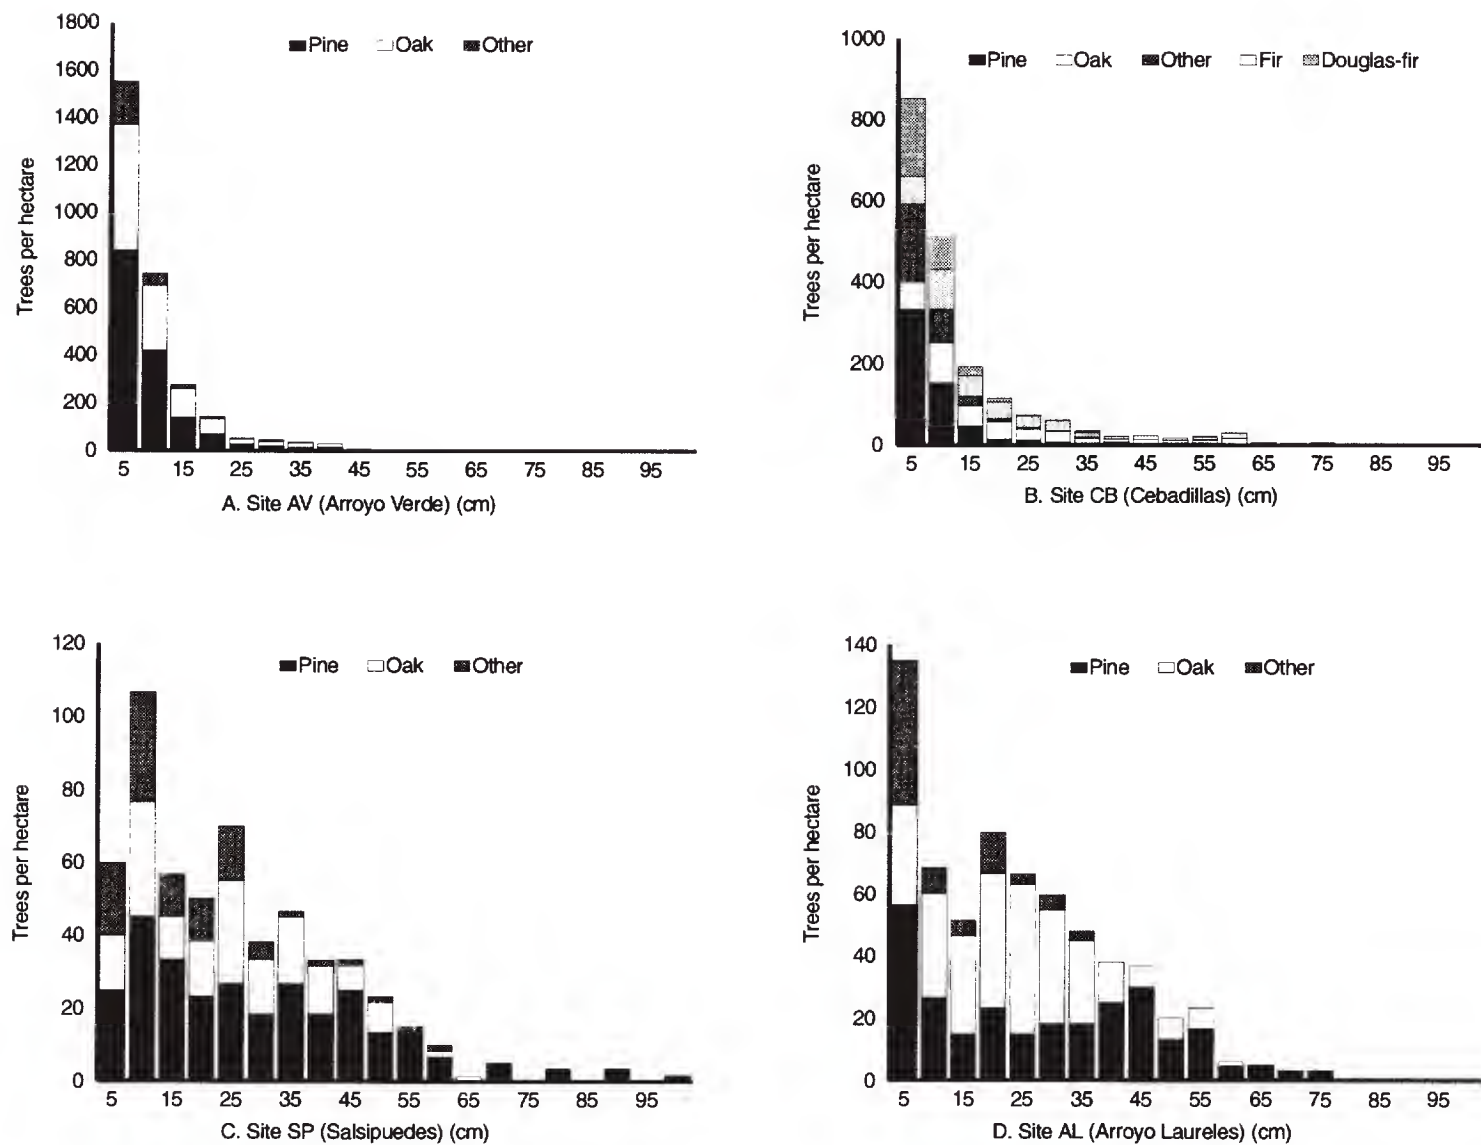 1800
1600
1400
1200
1000
800
600
400
200
0
Trees per hectare
Pine Oak Other
5 15 25 35 45 55 65 75 85 95
A. Site AV (Arroyo Verde) (cm)
1000
800
600
400
200
0
Trees per hectare
Pine Oak Other Fir Douglas-fir
5 15 25 35 45 55 65 75 85 95
B. Site CB (Cebadillas) (cm)
120
100
80
60
40
20
0
Trees per hectare
Pine Oak Other
5 15 25 35 45 55 65 75 85 95
C. Site SP (Salsipuedes) (cm)
140
120
100
80
60
40
20
0
Trees per hectare
Pine Oak Other
5 15 25 35 45 55 65 75 85 95
D. Site AL (Arroyo Laureles) (cm)